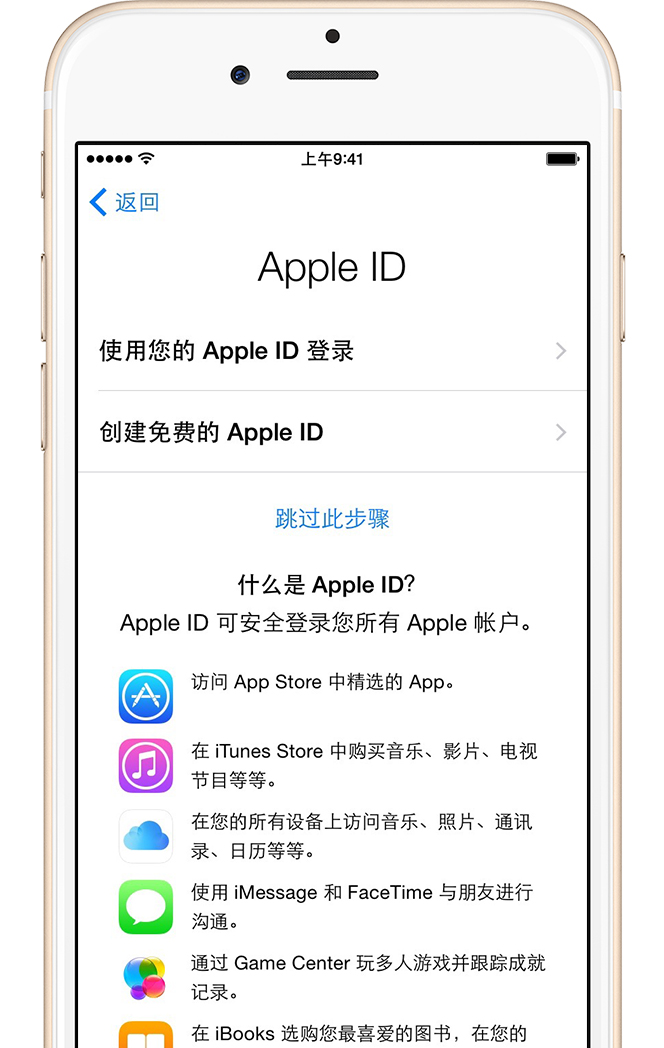 上午9:41
返回
Apple ID
使用您的 Apple ID 登录
创建免费的 Apple ID
跳过此步骤
什么是 Apple ID?
Apple ID 可安全登录您所有 Apple 帐户。
访问 App Store 中精选的 App。
在 iTunes Store 中购买音乐、影片、电视
节目等等。
在您的所有设备上访问音乐、照片、通讯
录、日历等等。
使用 iMessage 和 FaceTime 与朋友进行
沟通。
通过 Game Center 玩多人游戏并跟踪成就
记录。
在 iBooks 选购您最喜爱的图书，在您的